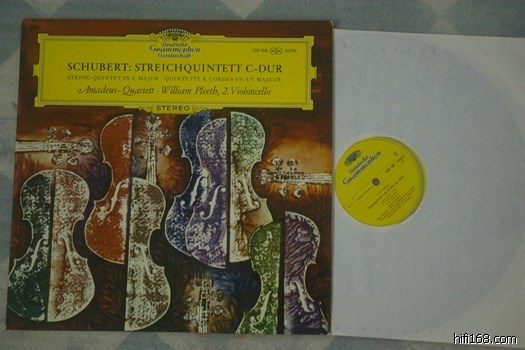 Deutsche
Grammophon
Gesellschaft
STEREO
SCHUBERT: STREICHQUINTETT C-DUR
STRING QUINTET IN C MAJOR · QUINTETTE À CORDES EN UT MAJEUR
Amadeus-Quartett · William Pleeth, 2. Violoncello
STEREO
Deutsche
Grammophon
hifi168.com